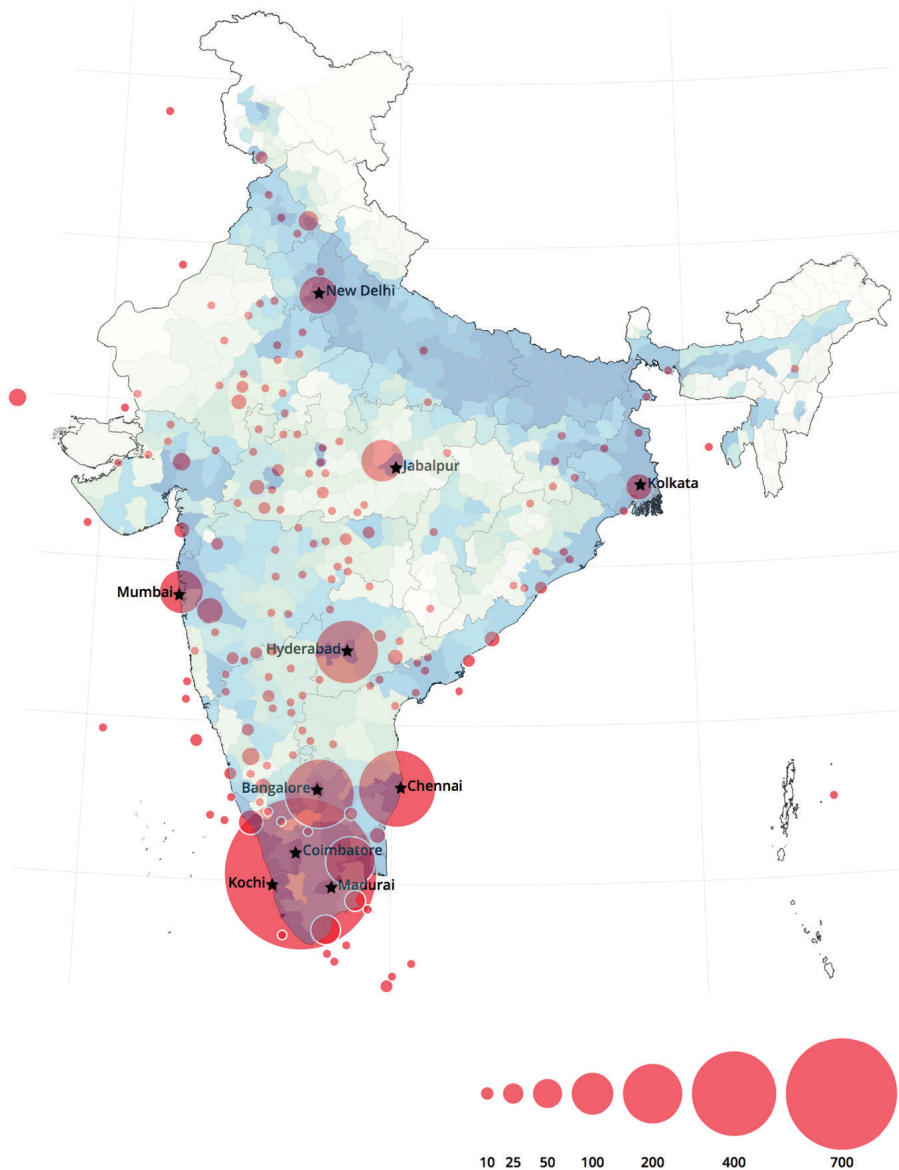 New Delhi
Jabalpur
Kolkata
Mumbai
Hyderabad
Bangalore
Chennai
Coimbatore
Kochi
Madurai
10 25 50 100 200 400 700